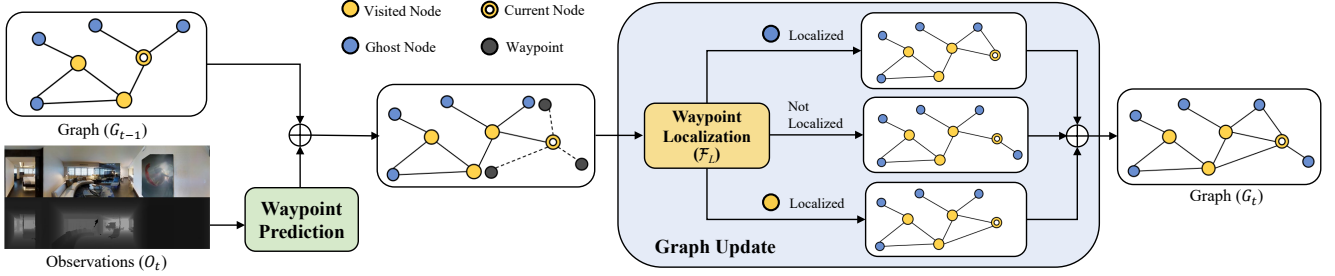 Visited Node
Current Node
Ghost Node
Waypoint
Graph (G_{t-1})
Observations (O_t)
Waypoint
Prediction
Waypoint
Localization
(ℱ_L)
Localized
Not
Localized
Localized
Graph Update
Graph (G_t)